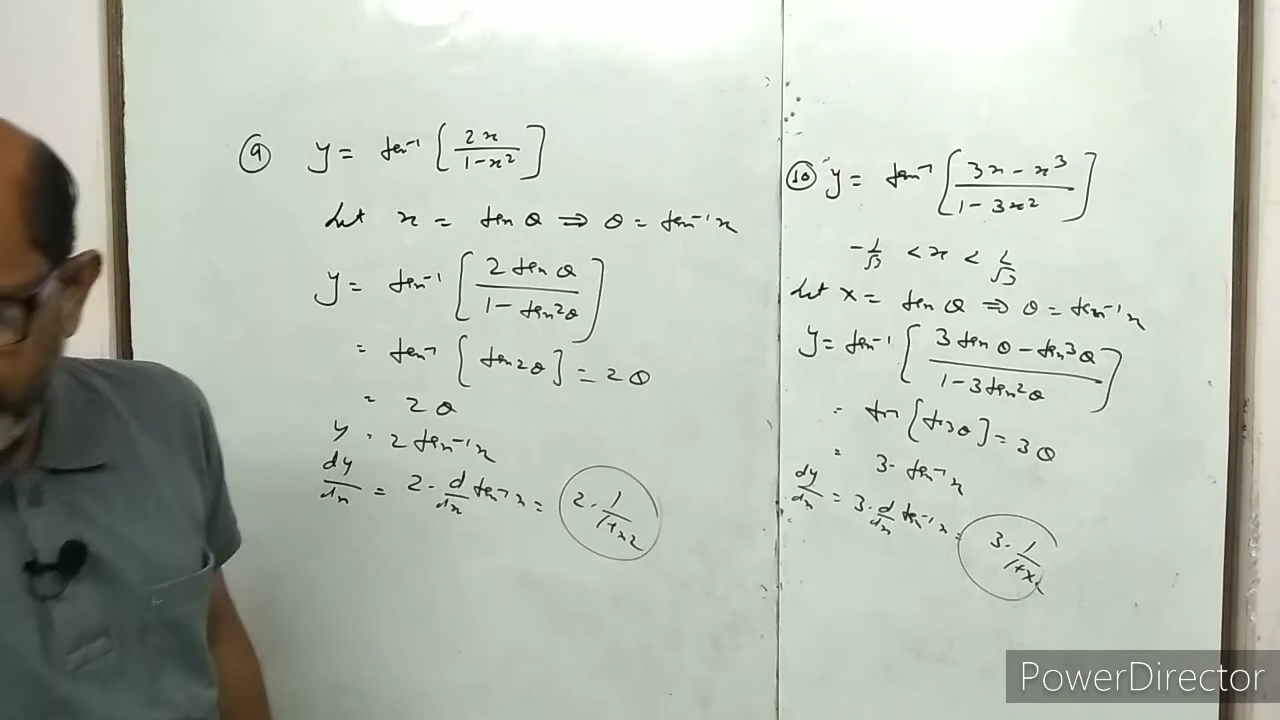 ⑨ y = tan⁻¹ [ 2x / 1-x² ]
Let x = tan θ ⇒ θ = tan⁻¹x
y = tan⁻¹ [ 2 tan θ / 1 - tan²θ ]
= tan⁻¹ [ tan 2θ ] = 2θ
= 2θ
y = 2 tan⁻¹x
dy/dx = 2 · d/dx tan⁻¹ x = 2 · 1/1+x²
⑩ y = tan⁻¹ [ 3x - x³ / 1 - 3x² ]
-1/√3 < x < 1/√3
Let x = tan θ ⇒ θ = tan⁻¹x
y = tan⁻¹ [ 3 tan θ - tan³θ / 1 - 3tan²θ ]
= tan⁻¹ [ tan 3θ ] = 3θ
= 3 · tan⁻¹ x
dy/dx = 3 · d/dx tan⁻¹ x = 3 · 1/1+x²
PowerDirector